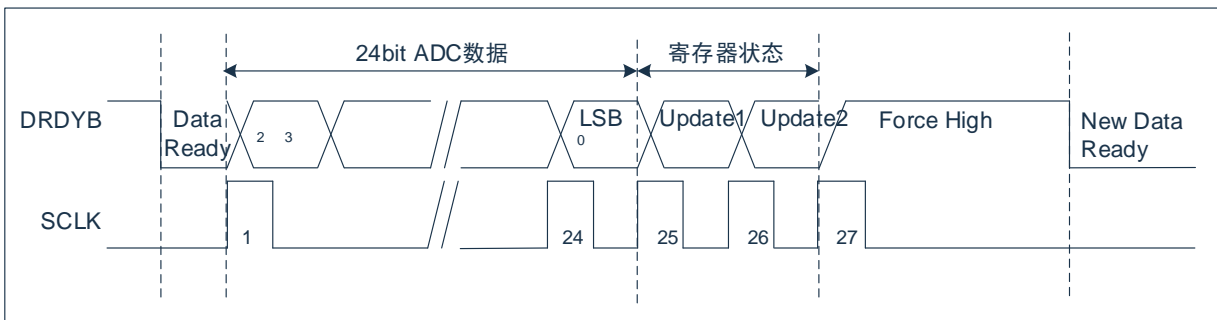 24bit ADC数据
寄存器状态
DRDYB
Data
Ready
2 3
LSB
0
Update1
Update2
Force High
New Data
Ready
SCLK
1
24
25
26
27